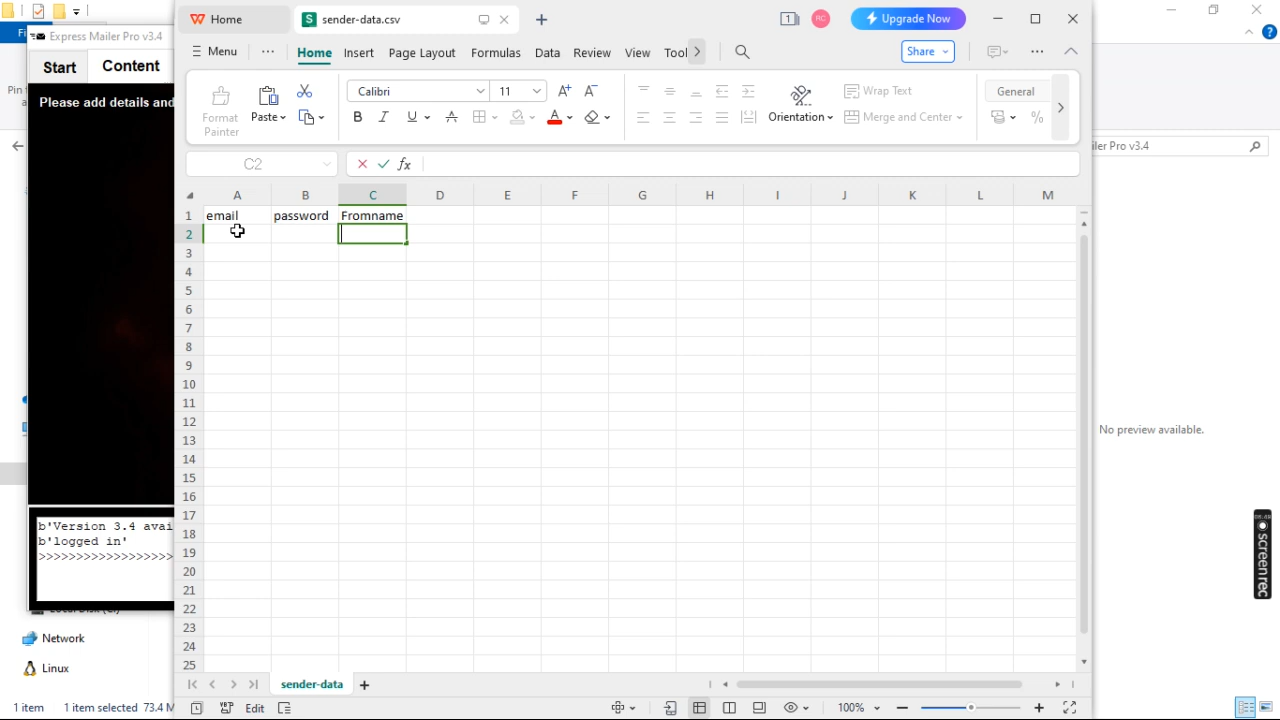 Home
sender-data.csv
RC
Upgrade Now
Express Mailer Pro v3.4
Start
Content
Please add details and
Menu
Home
Insert
Page Layout
Formulas
Data
Review
View
Tool
Share
Format Painter
Paste
Calibri
11
Orientation
Wrap Text
Merge and Center
General
C2
fx
iler Pro v3.4
A B C D E F G H I J K L M
1 email password Fromname
2
3
4
5
6
7
8
9
10
11
12
13
14
15
16
17
18
19
20
21
22
23
24
25
No preview available.
screenrec
b'Version 3.4 avai
b'logged in'
>>>>>>>>>>>>>>>>>>
Network
Linux
sender-data
1 item 1 item selected 73.4 M
Edit
100%